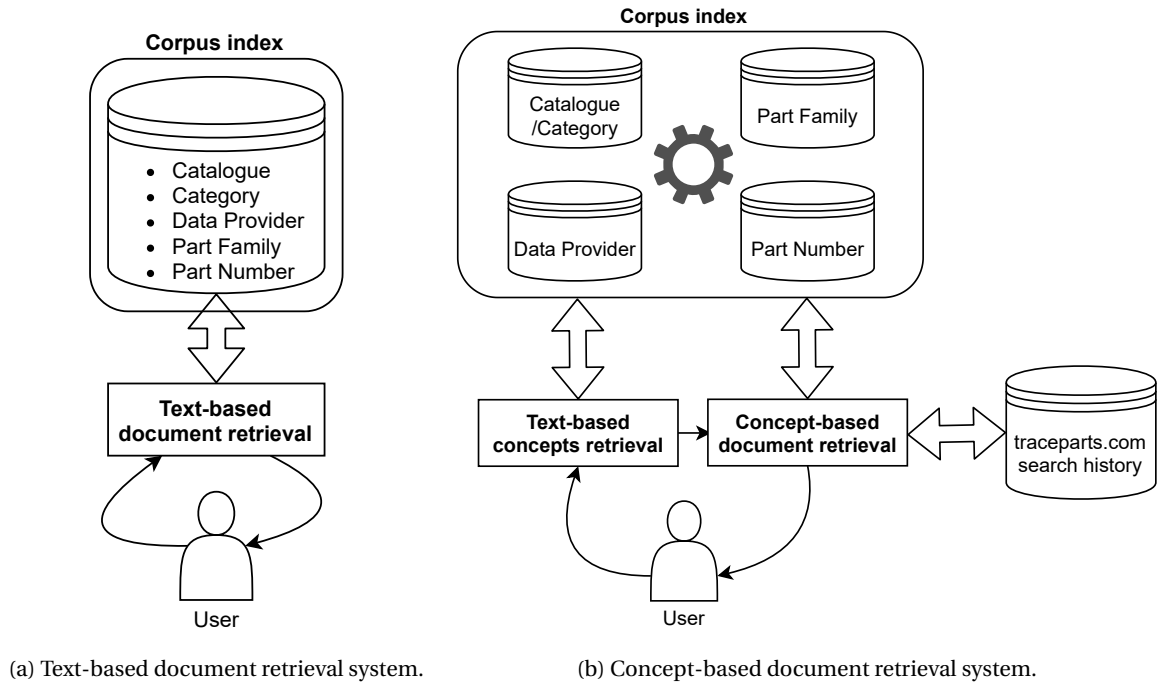 Corpus index
• Catalogue
• Category
• Data Provider
• Part Family
• Part Number
Text-based
document retrieval
User
(a) Text-based document retrieval system.
Corpus index
Catalogue
/Category
Part Family
Data Provider
Part Number
Text-based
concepts retrieval
Concept-based
document retrieval
traceparts.com
search history
User
(b) Concept-based document retrieval system.